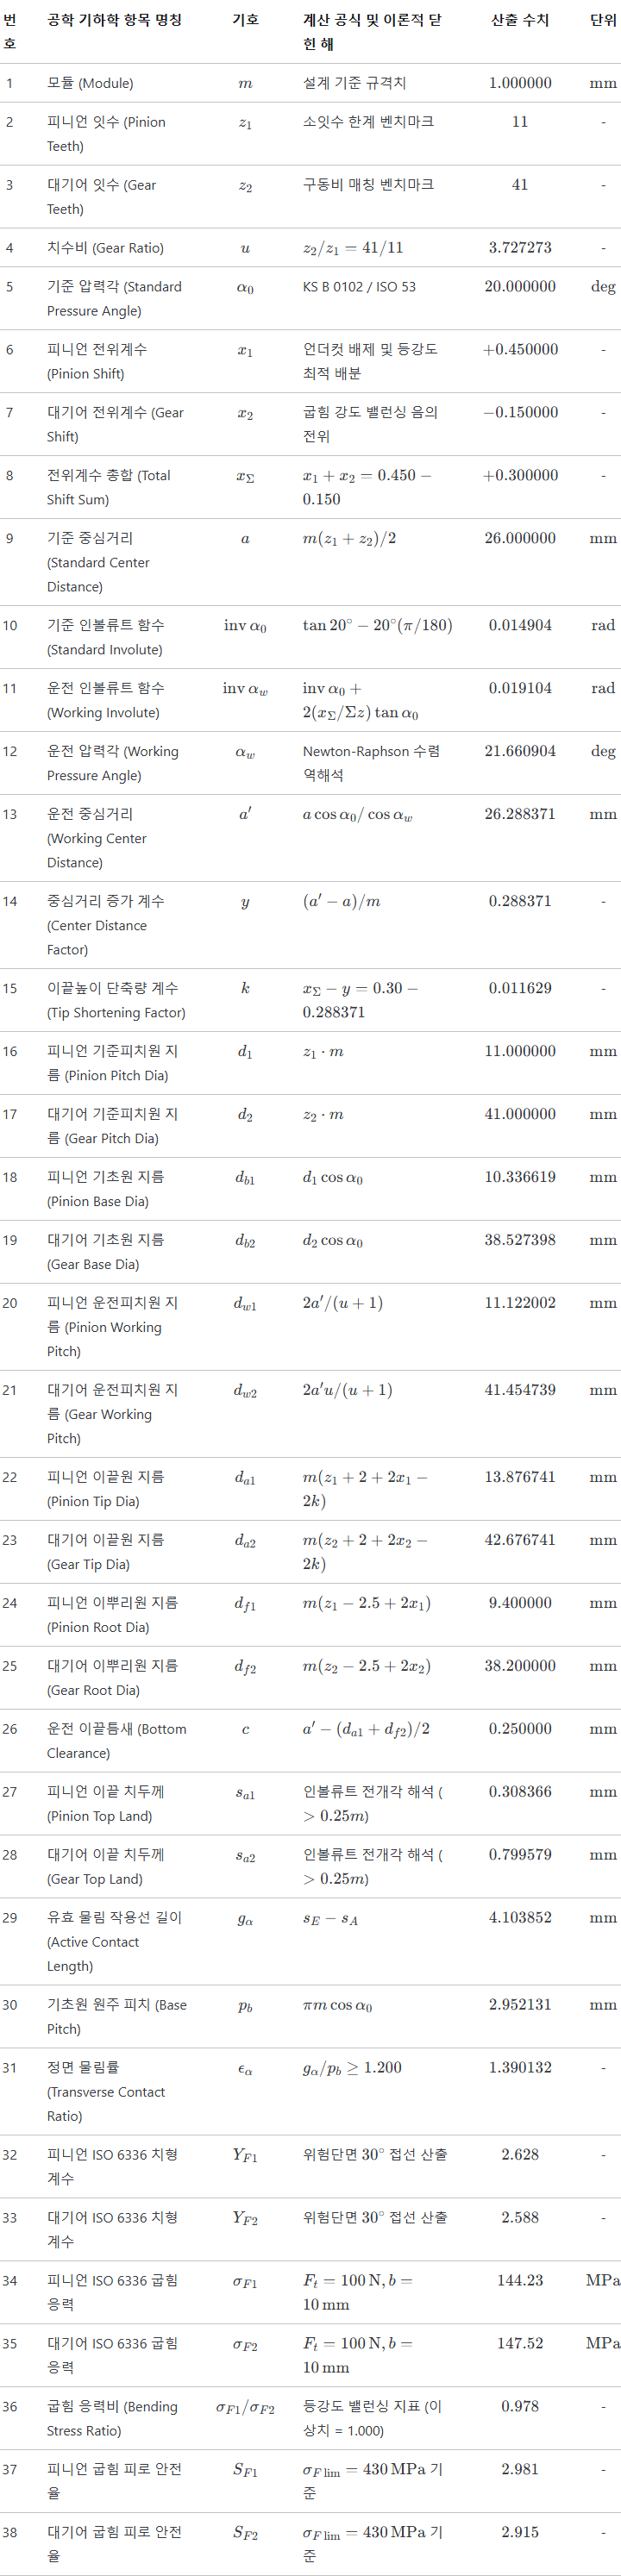 번호 공학 기하학 항목 명칭 기호 계산 공식 및 이론적 닫힌 해 산출 수치 단위
1 모듈 (Module) m 설계 기준 규격치 1.000000 mm
2 피니언 잇수 (Pinion Teeth) z₁ 소잇수 한계 벤치마크 11 -
3 대기어 잇수 (Gear Teeth) z₂ 구동비 매칭 벤치마크 41 -
4 치수비 (Gear Ratio) u z₂/z₁ = 41/11 3.727273 -
5 기준 압력각 (Standard Pressure Angle) α₀ KS B 0102 / ISO 53 20.000000 deg
6 피니언 전위계수 (Pinion Shift) x₁ 언더컷 배제 및 등강도 최적 배분 +0.450000 -
7 대기어 전위계수 (Gear Shift) x₂ 굽힘 강도 밸런싱 음의 전위 −0.150000 -
8 전위계수 총합 (Total Shift Sum) x_Σ x₁ + x₂ = 0.450 − 0.150 +0.300000 -
9 기준 중심거리 (Standard Center Distance) a m(z₁ + z₂)/2 26.000000 mm
10 기준 인볼류트 함수 (Standard Involute) inv α₀ tan 20° − 20°(π/180) 0.014904 rad
11 운전 인볼류트 함수 (Working Involute) inv α_w inv α₀ + 2(x_Σ/Σz) tan α₀ 0.019104 rad
12 운전 압력각 (Working Pressure Angle) α_w Newton-Raphson 수렴 역해석 21.660904 deg
13 운전 중심거리 (Working Center Distance) a′ a cos α₀/ cos α_w 26.288371 mm
14 중심거리 증가 계수 (Center Distance Factor) y (a′ − a)/m 0.288371 -
15 이끝높이 단축량 계수 (Tip Shortening Factor) k x_Σ − y = 0.30 − 0.288371 0.011629 -
16 피니언 기준피치원 지름 (Pinion Pitch Dia) d₁ z₁ · m 11.000000 mm
17 대기어 기준피치원 지름 (Gear Pitch Dia) d₂ z₂ · m 41.000000 mm
18 피니언 기초원 지름 (Pinion Base Dia) d_b1 d₁ cos α₀ 10.336619 mm
19 대기어 기초원 지름 (Gear Base Dia) d_b2 d₂ cos α₀ 38.527398 mm
20 피니언 운전피치원 지름 (Pinion Working Pitch) d_w1 2a′/(u + 1) 11.122002 mm
21 대기어 운전피치원 지름 (Gear Working Pitch) d_w2 2a′u/(u + 1) 41.454739 mm
22 피니언 이끝원 지름 (Pinion Tip Dia) d_a1 m(z₁ + 2 + 2x₁ − 2k) 13.876741 mm
23 대기어 이끝원 지름 (Gear Tip Dia) d_a2 m(z₂ + 2 + 2x₂ − 2k) 42.676741 mm
24 피니언 이뿌리원 지름 (Pinion Root Dia) d_f1 m(z₁ − 2.5 + 2x₁) 9.400000 mm
25 대기어 이뿌리원 지름 (Gear Root Dia) d_f2 m(z₂ − 2.5 + 2x₂) 38.200000 mm
26 운전 이끝틈새 (Bottom Clearance) c a′ − (d_a1 + d_f2)/2 0.250000 mm
27 피니언 이끝 치두께 (Pinion Top Land) s_a1 인볼류트 전개각 해석 ( > 0.25m) 0.308366 mm
28 대기어 이끝 치두께 (Gear Top Land) s_a2 인볼류트 전개각 해석 ( > 0.25m) 0.799579 mm
29 유효 물림 작용선 길이 (Active Contact Length) g_α s_E − s_A 4.103852 mm
30 기초원 원주 피치 (Base Pitch) p_b πm cos α₀ 2.952131 mm
31 정면 물림률 (Transverse Contact Ratio) ϵ_α g_α/p_b ≥ 1.200 1.390132 -
32 피니언 ISO 6336 치형 계수 Y_F1 위험단면 30° 접선 산출 2.628 -
33 대기어 ISO 6336 치형 계수 Y_F2 위험단면 30° 접선 산출 2.588 -
34 피니언 ISO 6336 굽힘 응력 σ_F1 F_t = 100 N, b = 10 mm 144.23 MPa
35 대기어 ISO 6336 굽힘 응력 σ_F2 F_t = 100 N, b = 10 mm 147.52 MPa
36 굽힘 응력비 (Bending Stress Ratio) σ_F1/σ_F2 등강도 밸런싱 지표 (이상치 = 1.000) 0.978 -
37 피니언 굽힘 피로 안전율 S_F1 σ_F lim = 430 MPa 기준 2.981 -
38 대기어 굽힘 피로 안전율 S_F2 σ_F lim = 430 MPa 기준 2.915 -